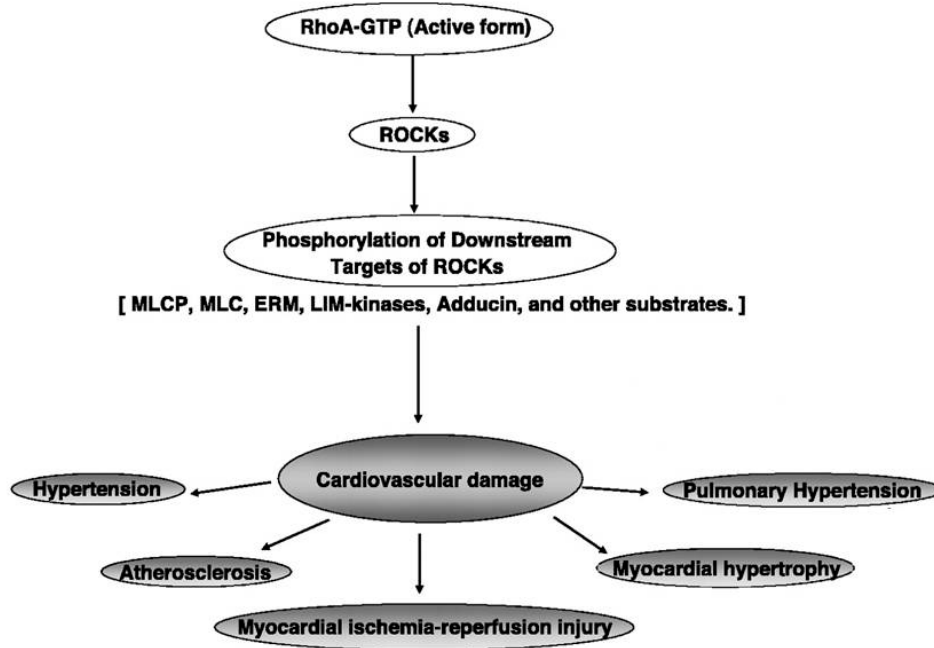 RhoA-GTP (Active form)
ROCKs
Phosphorylation of Downstream
Targets of ROCKs
[ MLCP, MLC, ERM, LIM-kinases, Adducin, and other substrates. ]
Cardiovascular damage
Hypertension
Pulmonary Hypertension
Atherosclerosis
Myocardial hypertrophy
Myocardial ischemia-reperfusion injury